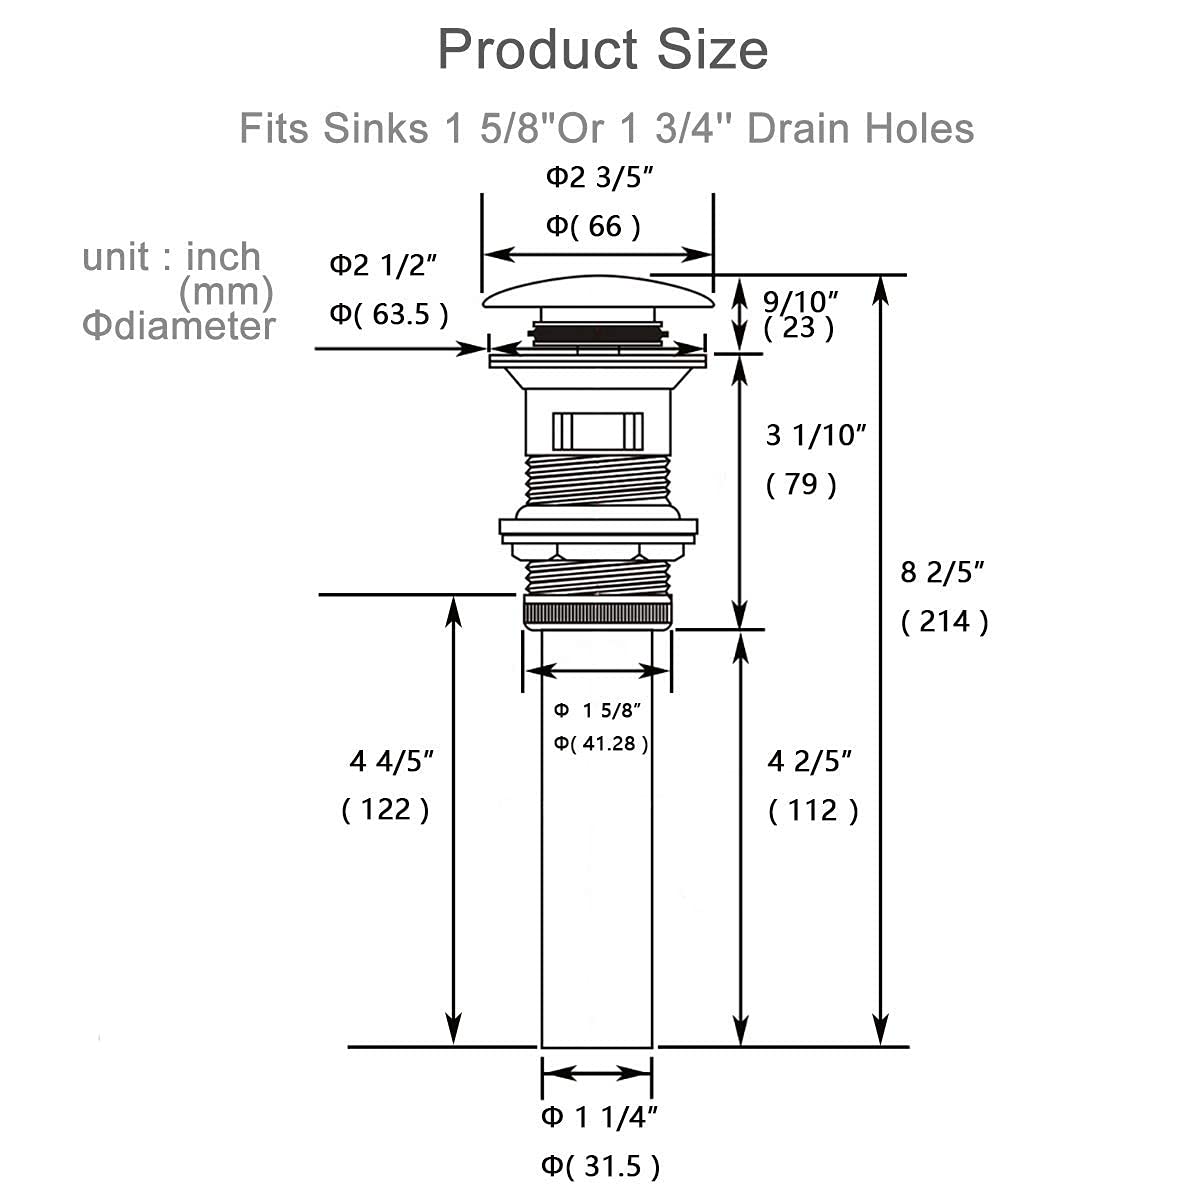 Product Size
Fits Sinks 1 5/8"Or 1 3/4'' Drain Holes
Φ2 3/5″
Φ( 66 )
unit : inch
(mm)
Φdiameter
Φ2 1/2″
Φ( 63.5 )
9/10″
( 23 )
3 1/10″
( 79 )
8 2/5″
( 214 )
Φ 1 5/8″
Φ( 41.28 )
4 4/5″
( 122 )
4 2/5″
( 112 )
Φ 1 1/4″
Φ( 31.5 )